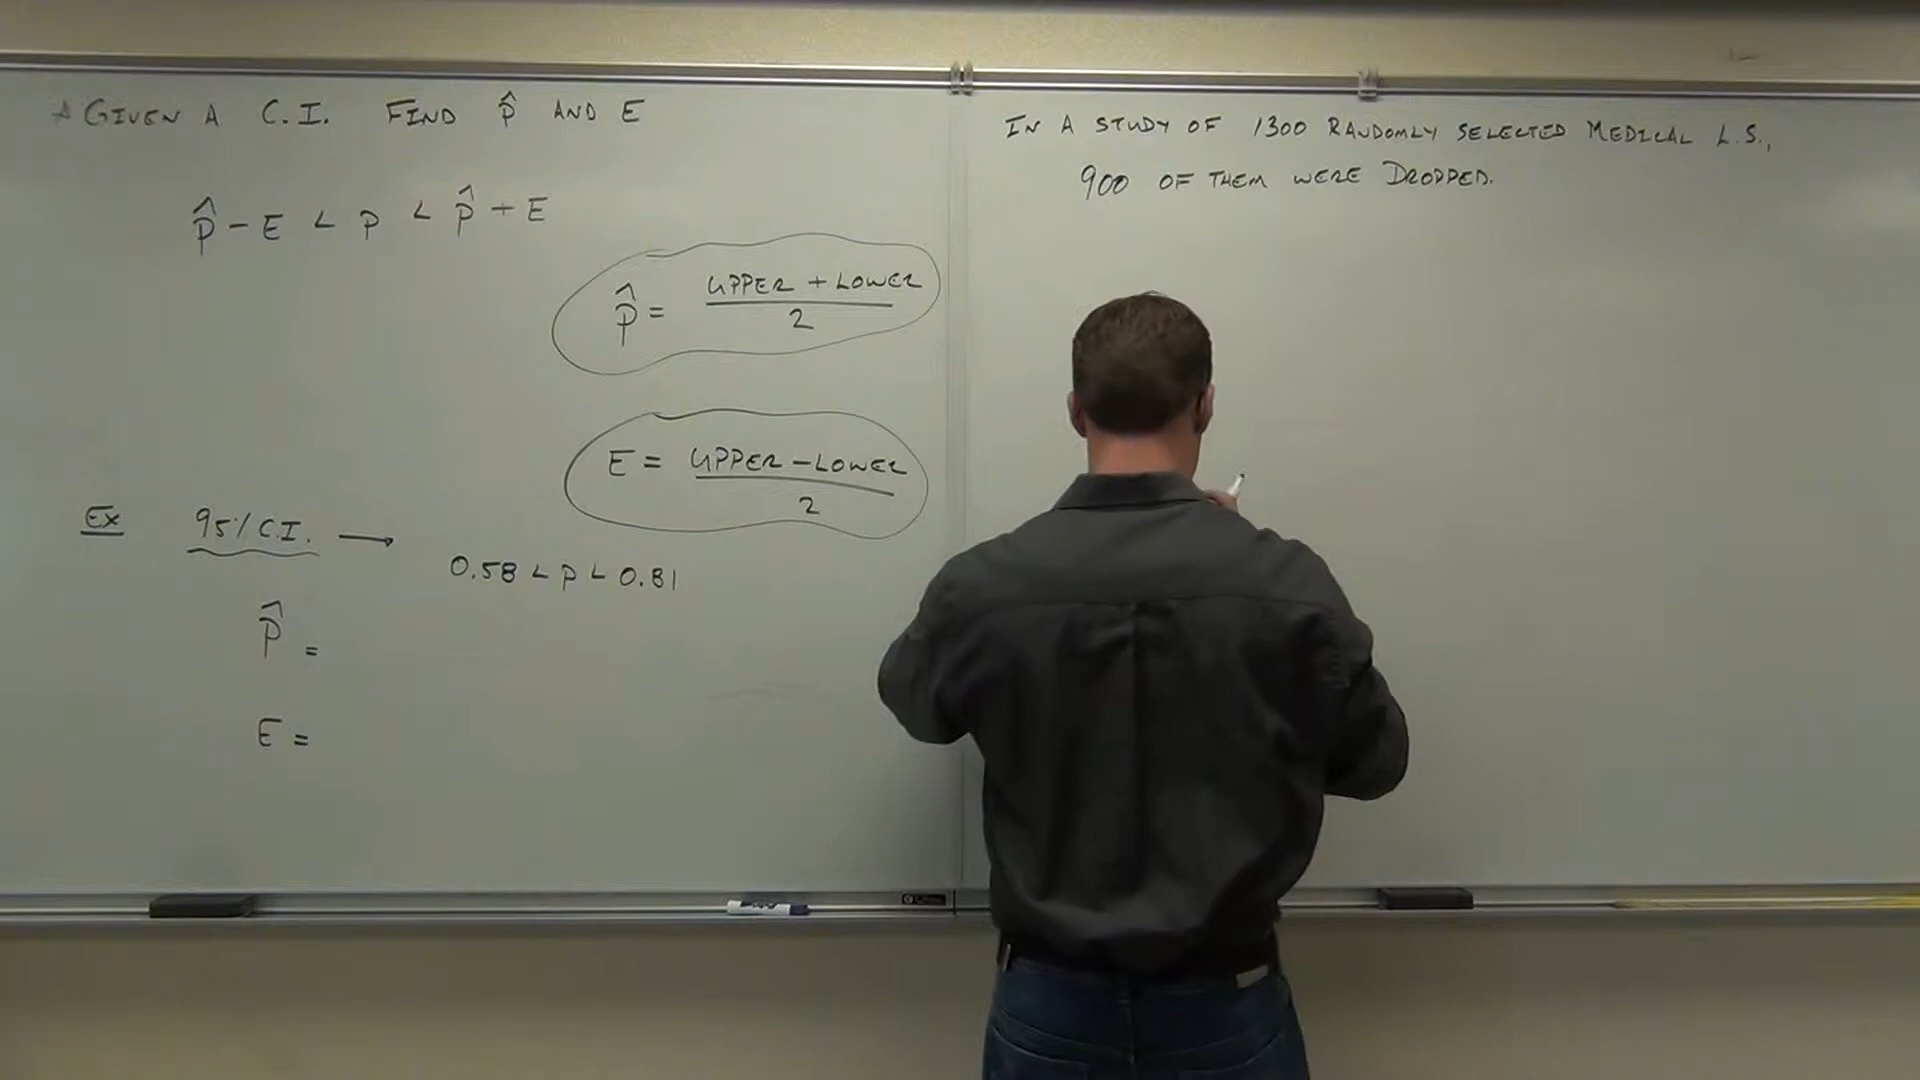 GIVEN A C.I. FIND p̂ AND E
p̂ - E < p < p̂ + E
p̂ = UPPER + LOWER / 2
E = UPPER - LOWER / 2
Ex 95% C.I. →
0.58 < p < 0.81
p̂ =
E =
IN A STUDY OF 1300 RANDOMLY SELECTED MEDICAL L.S.,
900 OF THEM WERE DROPPED.